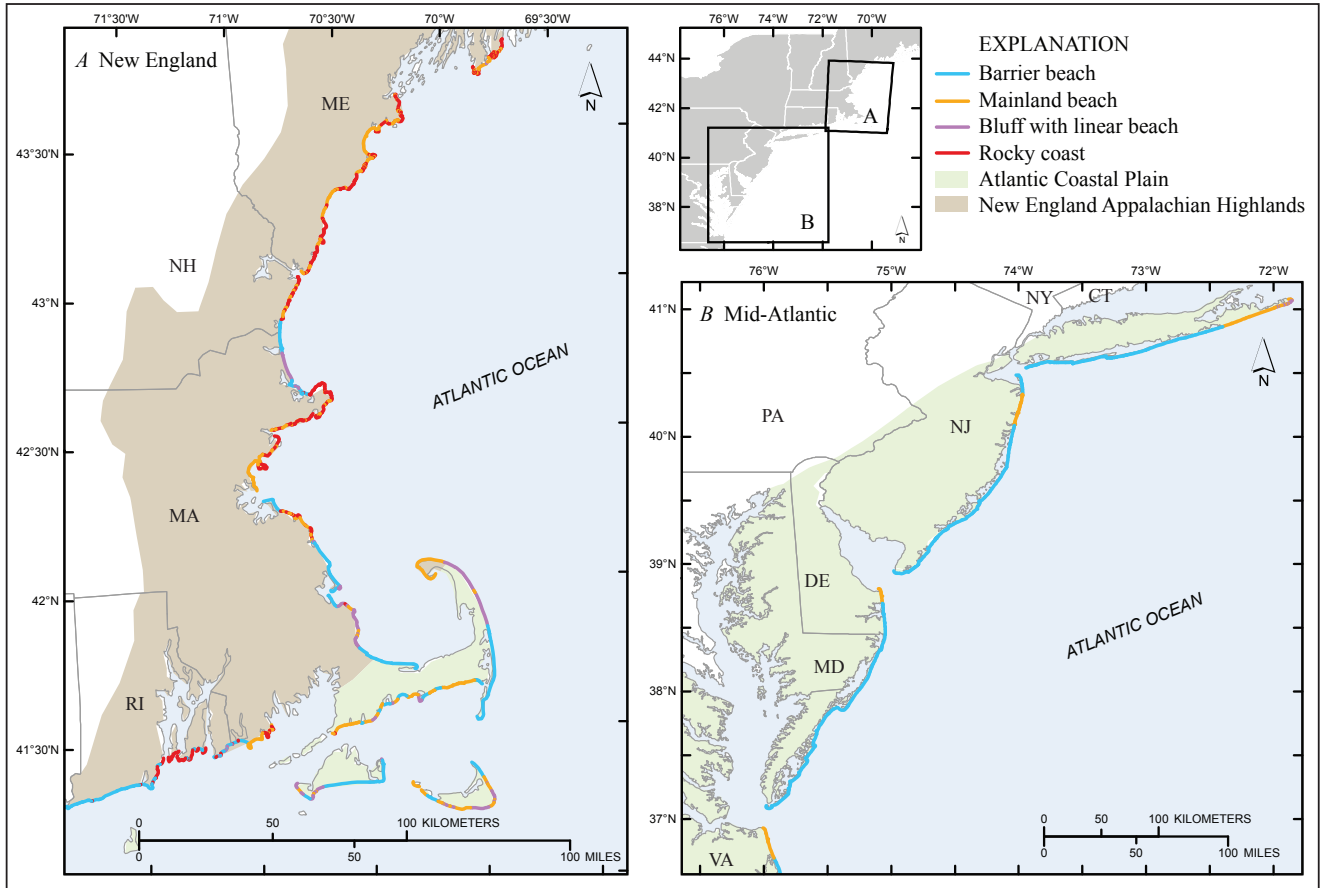 71°30'W 71°W 70°30'W 70°W 69°30'W
A New England
N
ME
43°30'N
NH
43°N
ATLANTIC OCEAN
42°30'N
MA
42°N
RI
41°30'N
0 50 100 KILOMETERS
0 50 100 MILES
76°W 74°W 72°W 70°W
44°N
42°N
40°N
38°N
A
B
N
EXPLANATION
Barrier beach
Mainland beach
Bluff with linear beach
Rocky coast
Atlantic Coastal Plain
New England Appalachian Highlands
76°W 75°W 74°W 73°W 72°W
41°N
B Mid-Atlantic
NY
CT
N
PA
NJ
40°N
39°N
DE
ATLANTIC OCEAN
MD
38°N
37°N
VA
0 50 100 KILOMETERS
0 50 100 MILES